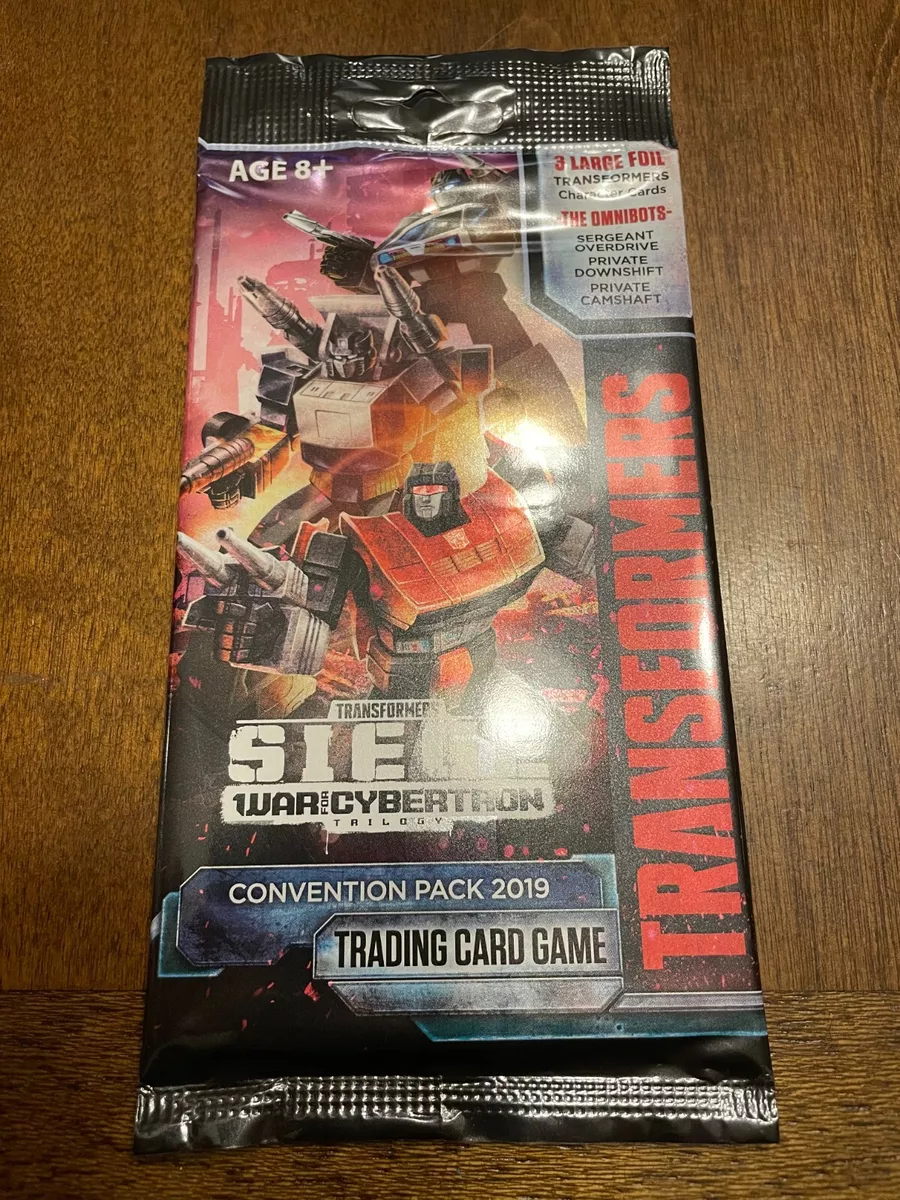 AGE 8+
3 LARGE FOIL
TRANSFORMERS
Character Cards
-THE OMNIBOTS-
SERGEANT
OVERDRIVE
PRIVATE
DOWNSHIFT
PRIVATE
CAMSHAFT
TRANSFORMERS
TRANSFORMERS
SIEGE
WAR FOR CYBERTRON
TRILOGY
CONVENTION PACK 2019
TRADING CARD GAME